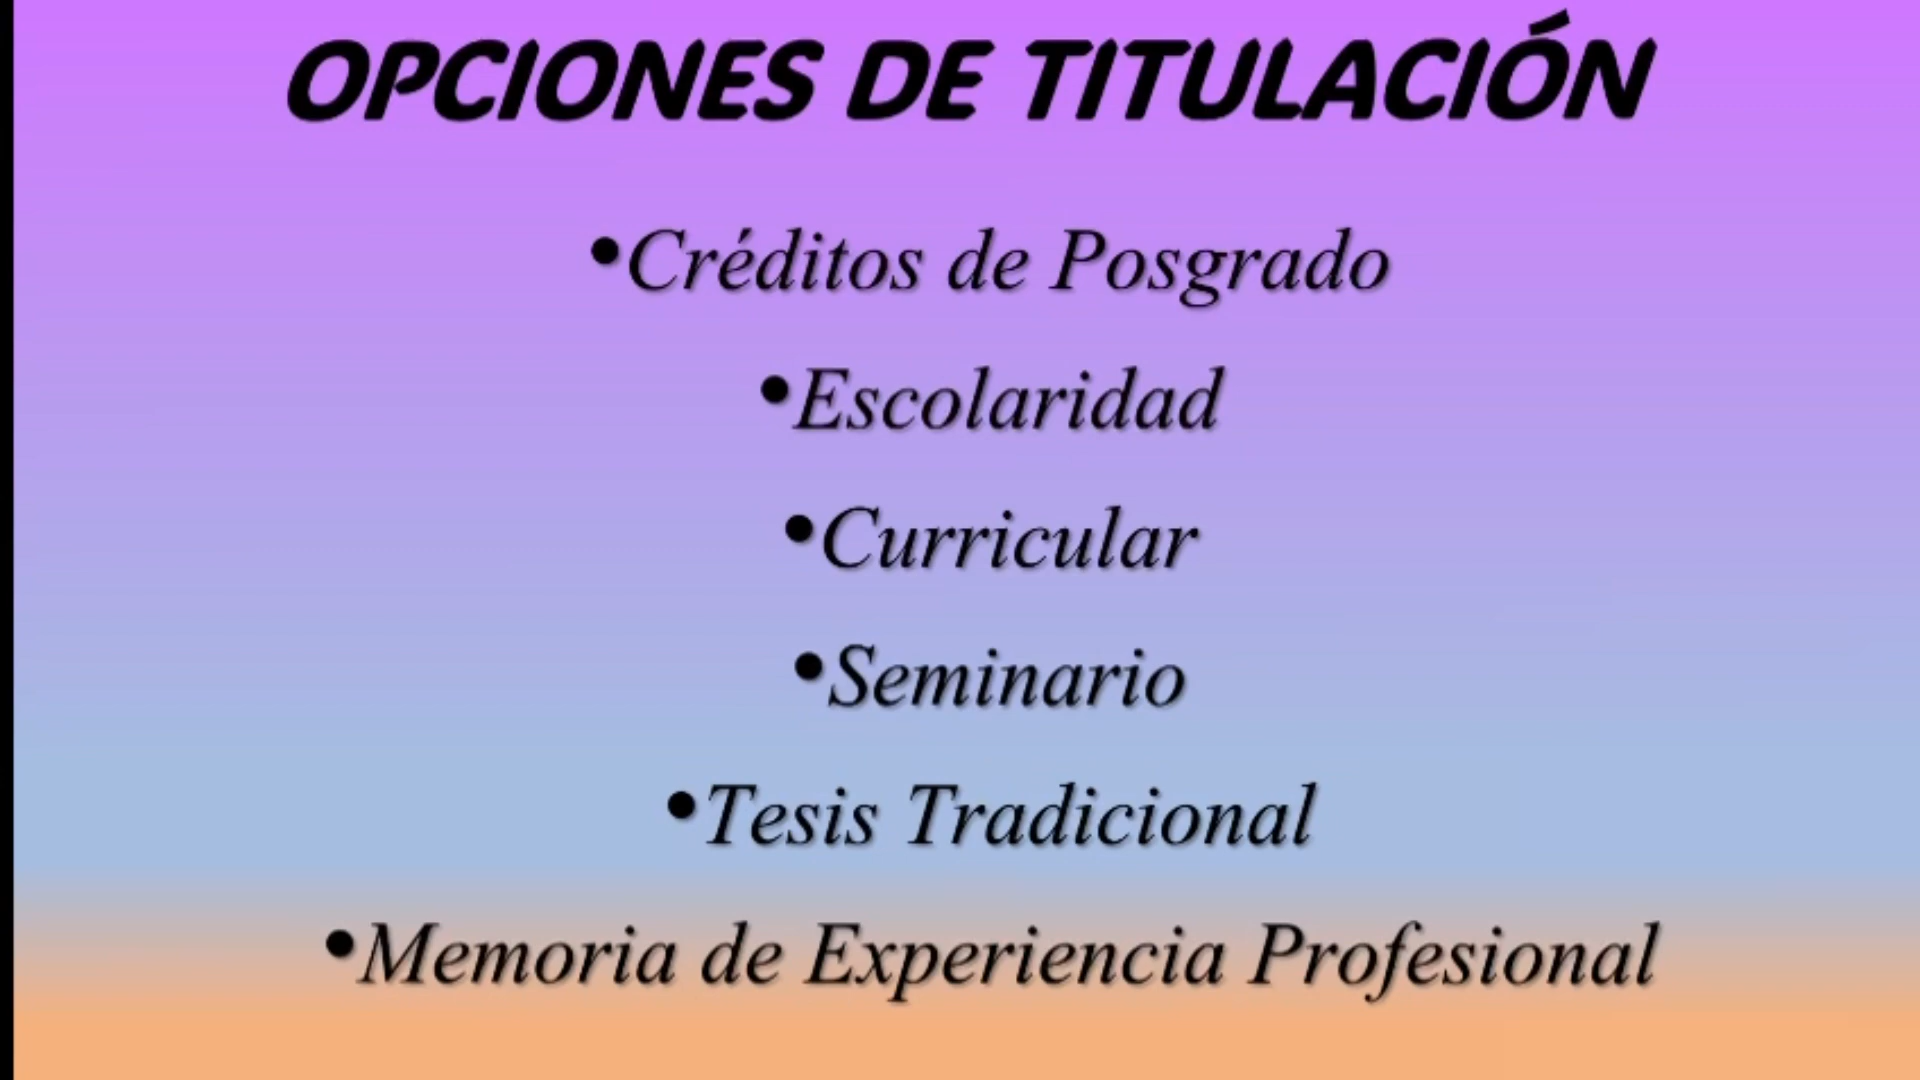 OPCIONES DE TITULACIÓN
•Créditos de Posgrado
•Escolaridad
•Curricular
•Seminario
•Tesis Tradicional
•Memoria de Experiencia Profesional